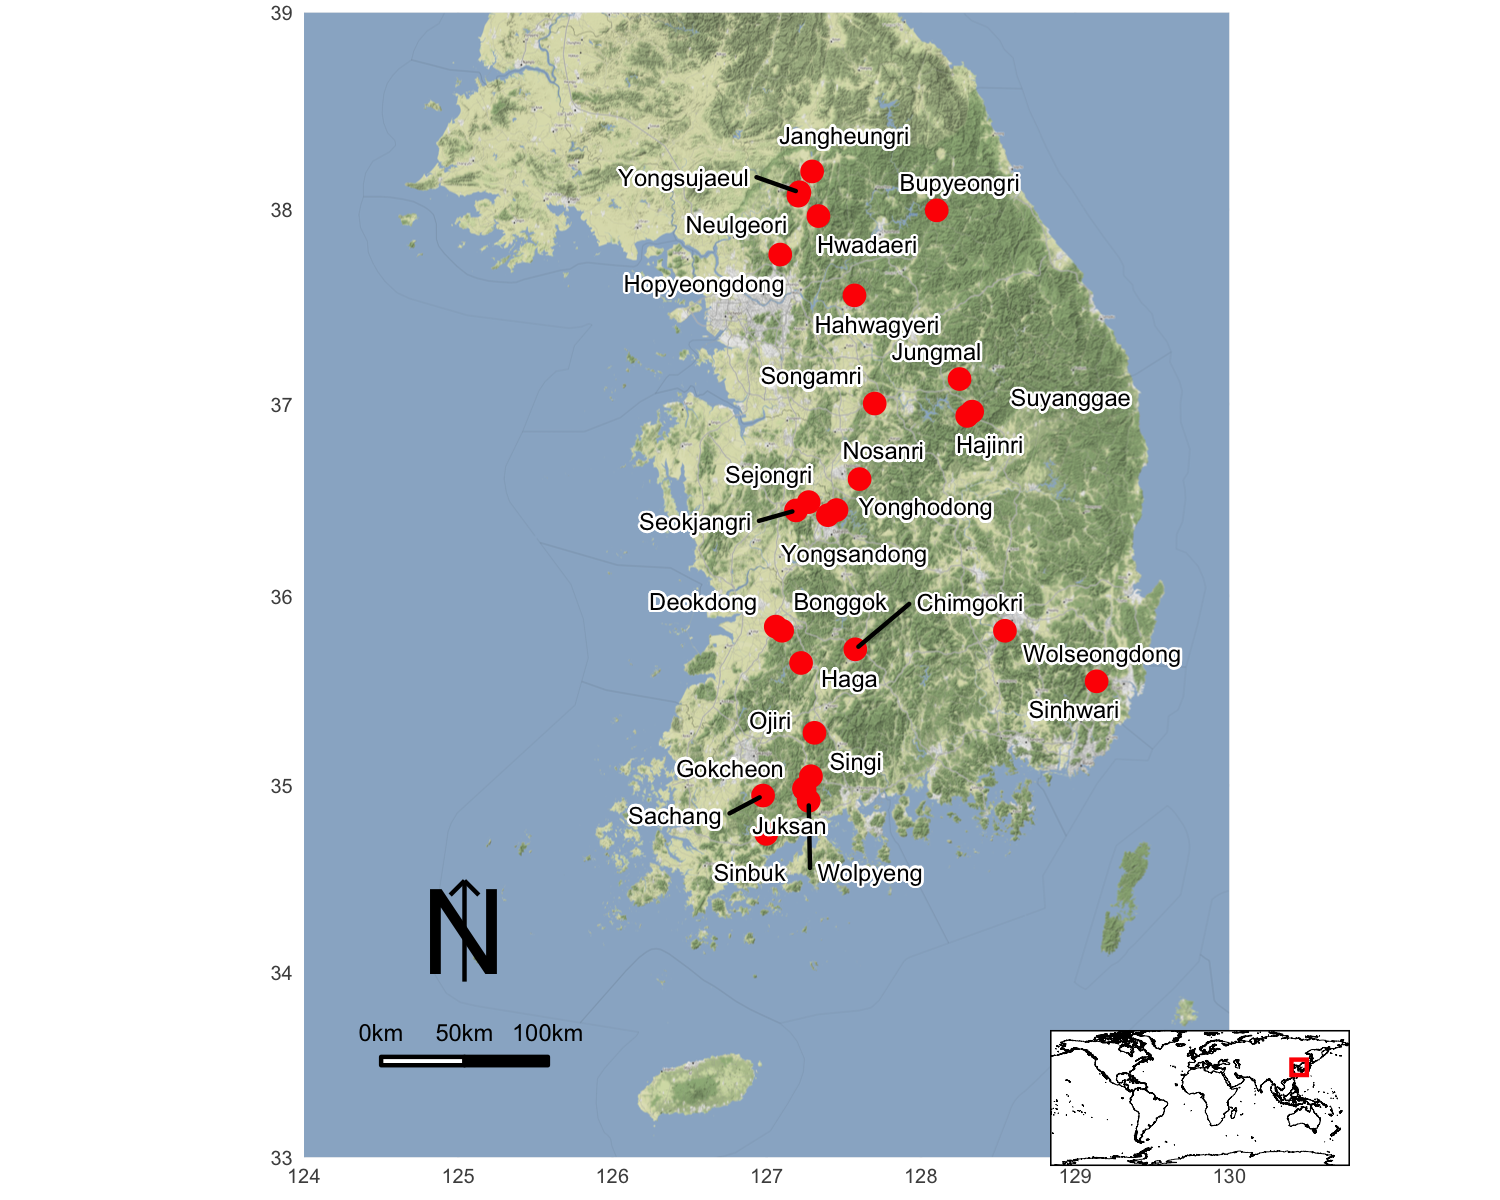 39
Jangheungri
Yongsujaeul
Bupyeongri
38
Neulgeori
Hwadaeri
Hopyeongdong
Hahwagyeri
Jungmal
Songamri
37
Suyanggae
Hajinri
Nosanri
Sejongri
Yonghodong
Seokjangri
Yongsandong
36
Deokdong
Bonggok
Chimgokri
Wolseongdong
Haga
Sinhwari
Ojiri
Singi
Gokcheon
35
Sachang
Juksan
Sinbuk
Wolpyeng
N
34
0km 50km 100km
33
124 125 126 127 128 129 130